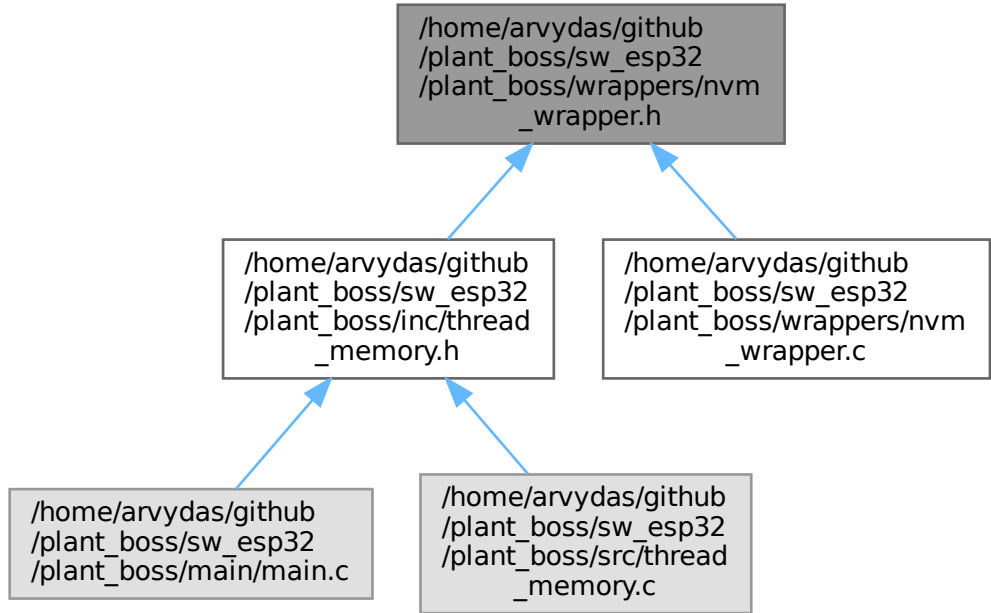 /home/arvydas/github
/plant_boss/sw_esp32
/plant_boss/wrappers/nvm
_wrapper.h
/home/arvydas/github
/plant_boss/sw_esp32
/plant_boss/inc/thread
_memory.h
/home/arvydas/github
/plant_boss/sw_esp32
/plant_boss/wrappers/nvm
_wrapper.c
/home/arvydas/github
/plant_boss/sw_esp32
/plant_boss/main/main.c
/home/arvydas/github
/plant_boss/sw_esp32
/plant_boss/src/thread
_memory.c